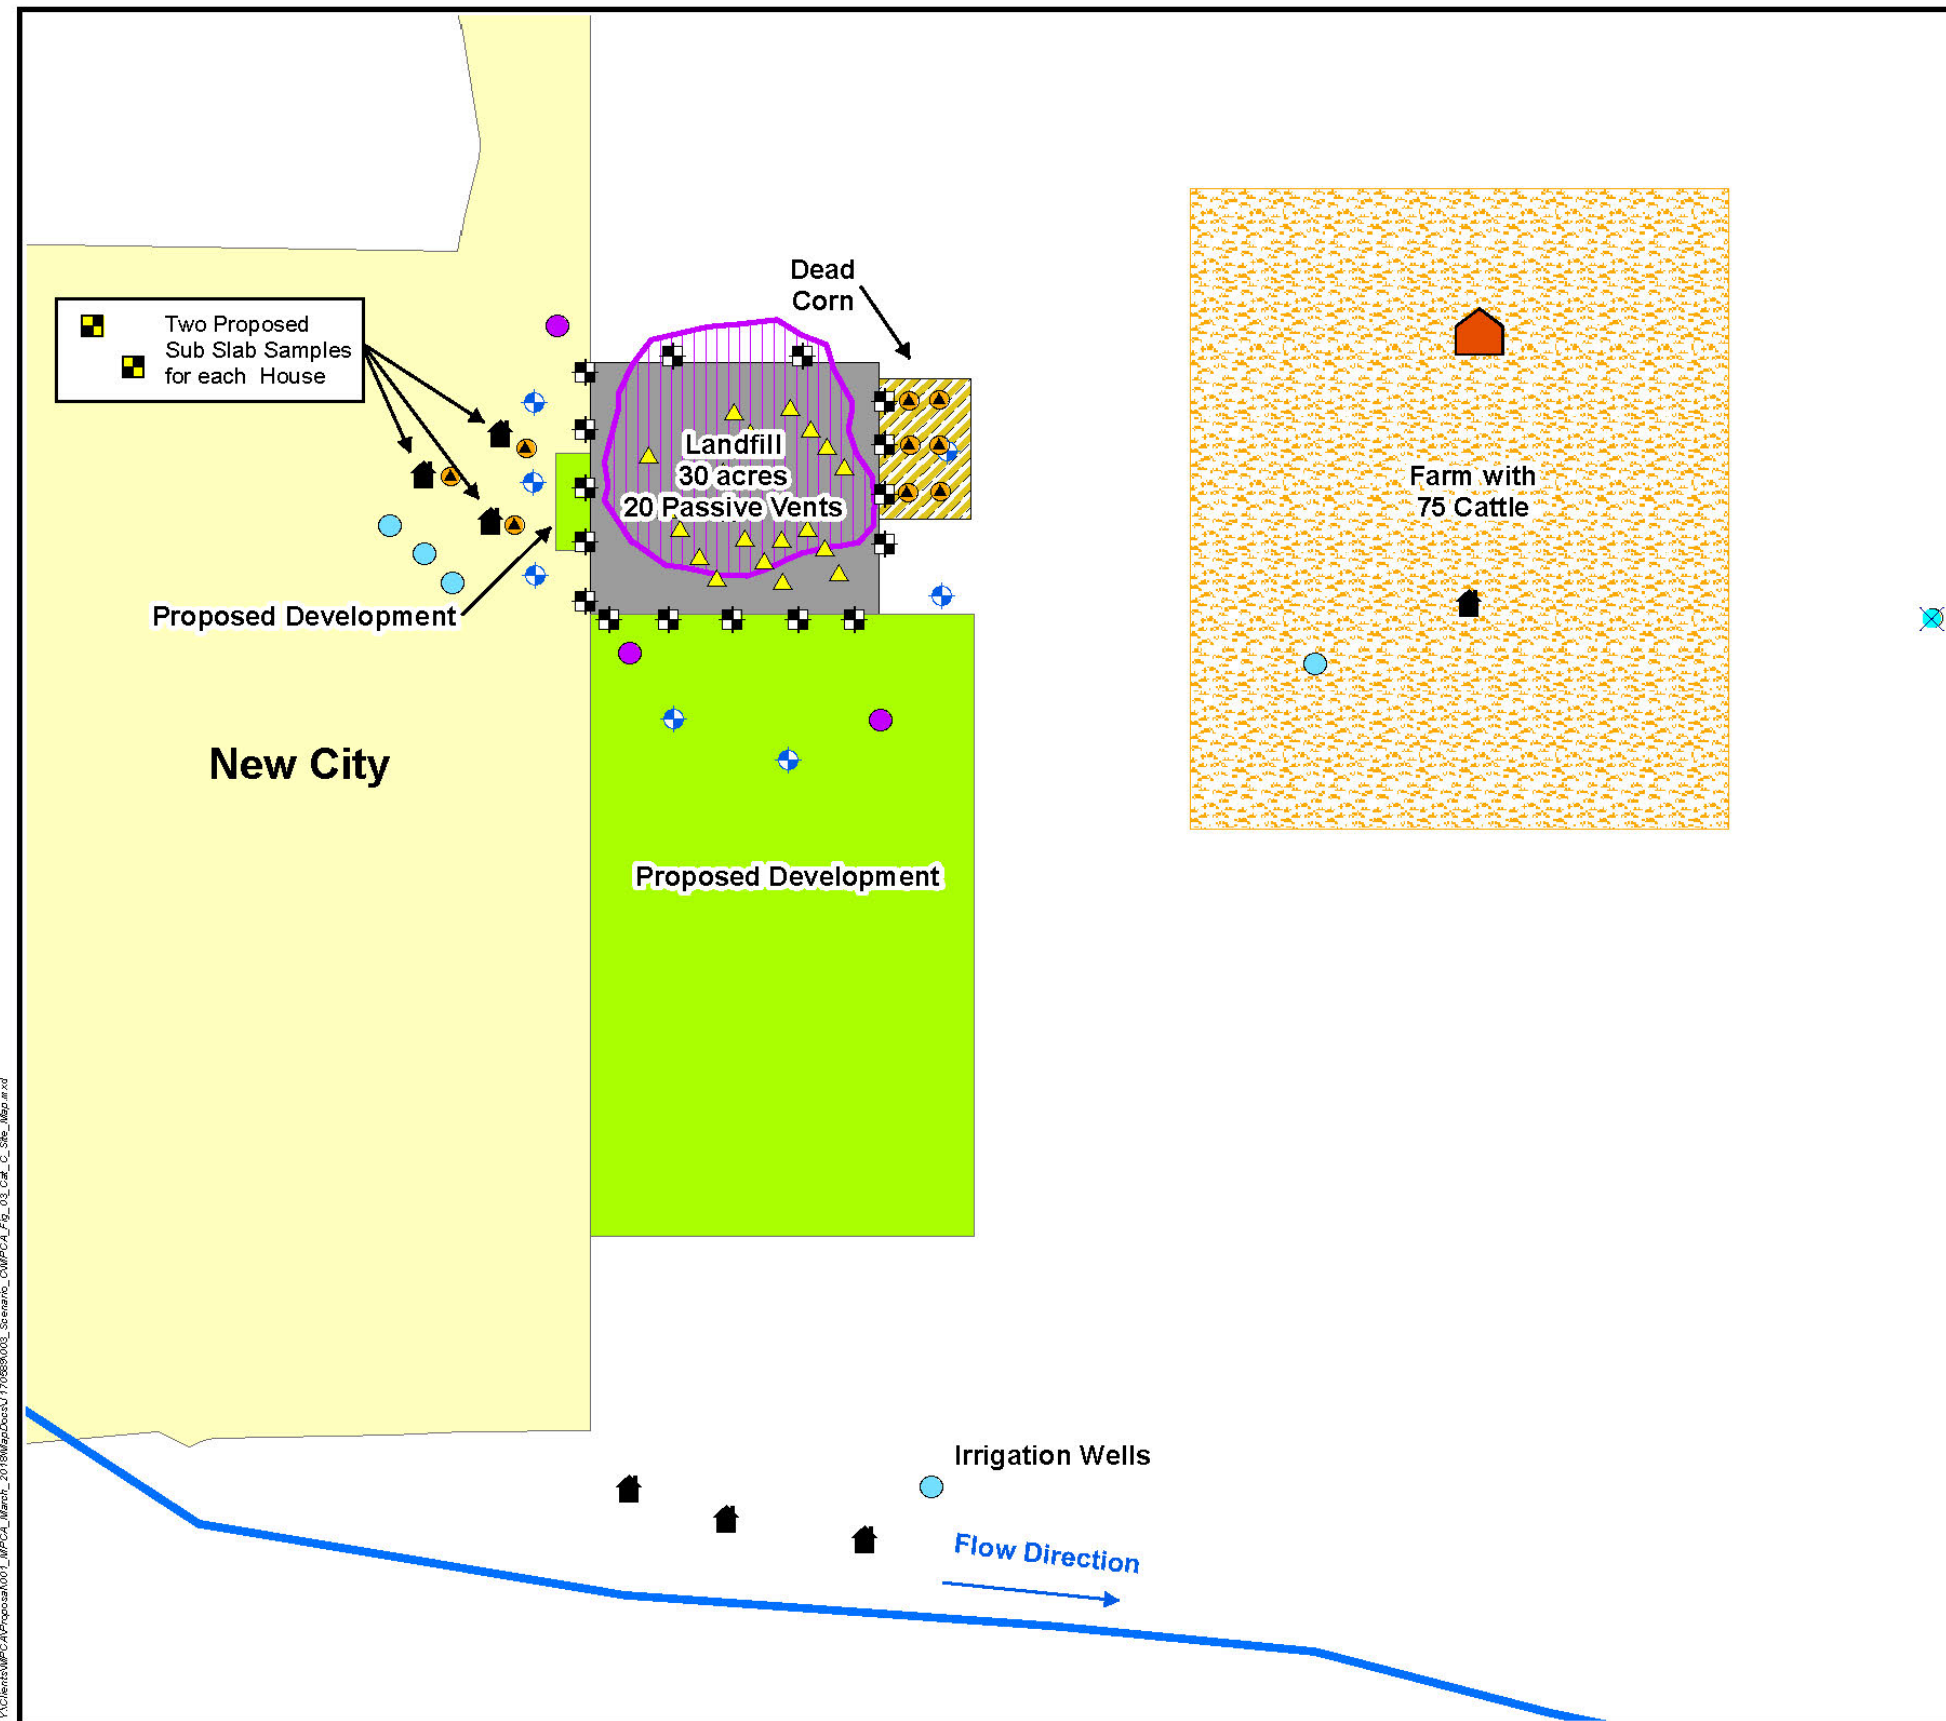 Dead
Corn
Two Proposed
Sub Slab Samples
for each House
Landfill
30 acres
20 Passive Vents
Farm with
75 Cattle
Proposed Development
New City
Proposed Development
Irrigation Wells
Flow Direction